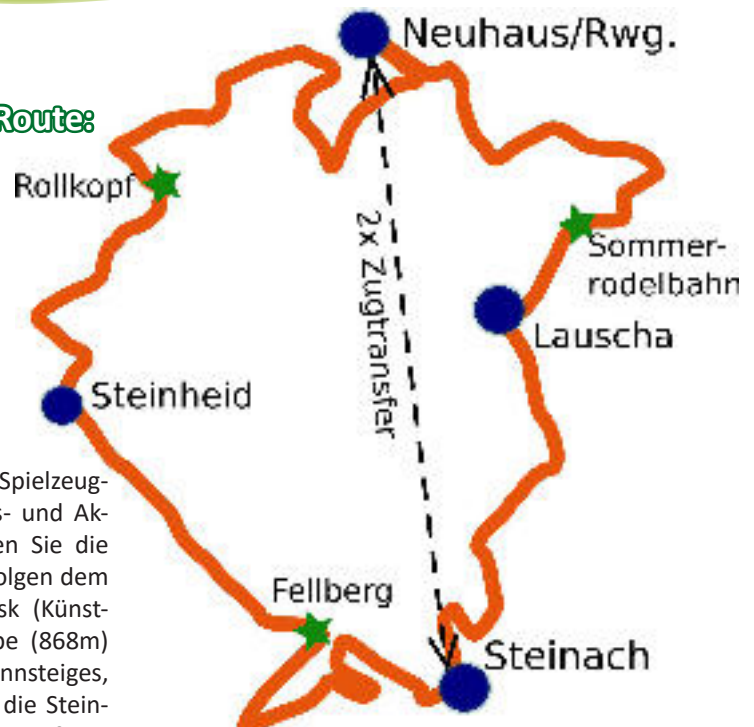 Neuhaus/Rwg.
Route:
Rollkopf
2x Zugtransfer
Sommer-
rodelbahn
Lauscha
Steinheid
Spielzeug-
s- und Ak-
en Sie die
olgen dem
sk (Künst-
be (868m)
nnsteiges,
die Stein-
Fellberg
Steinach